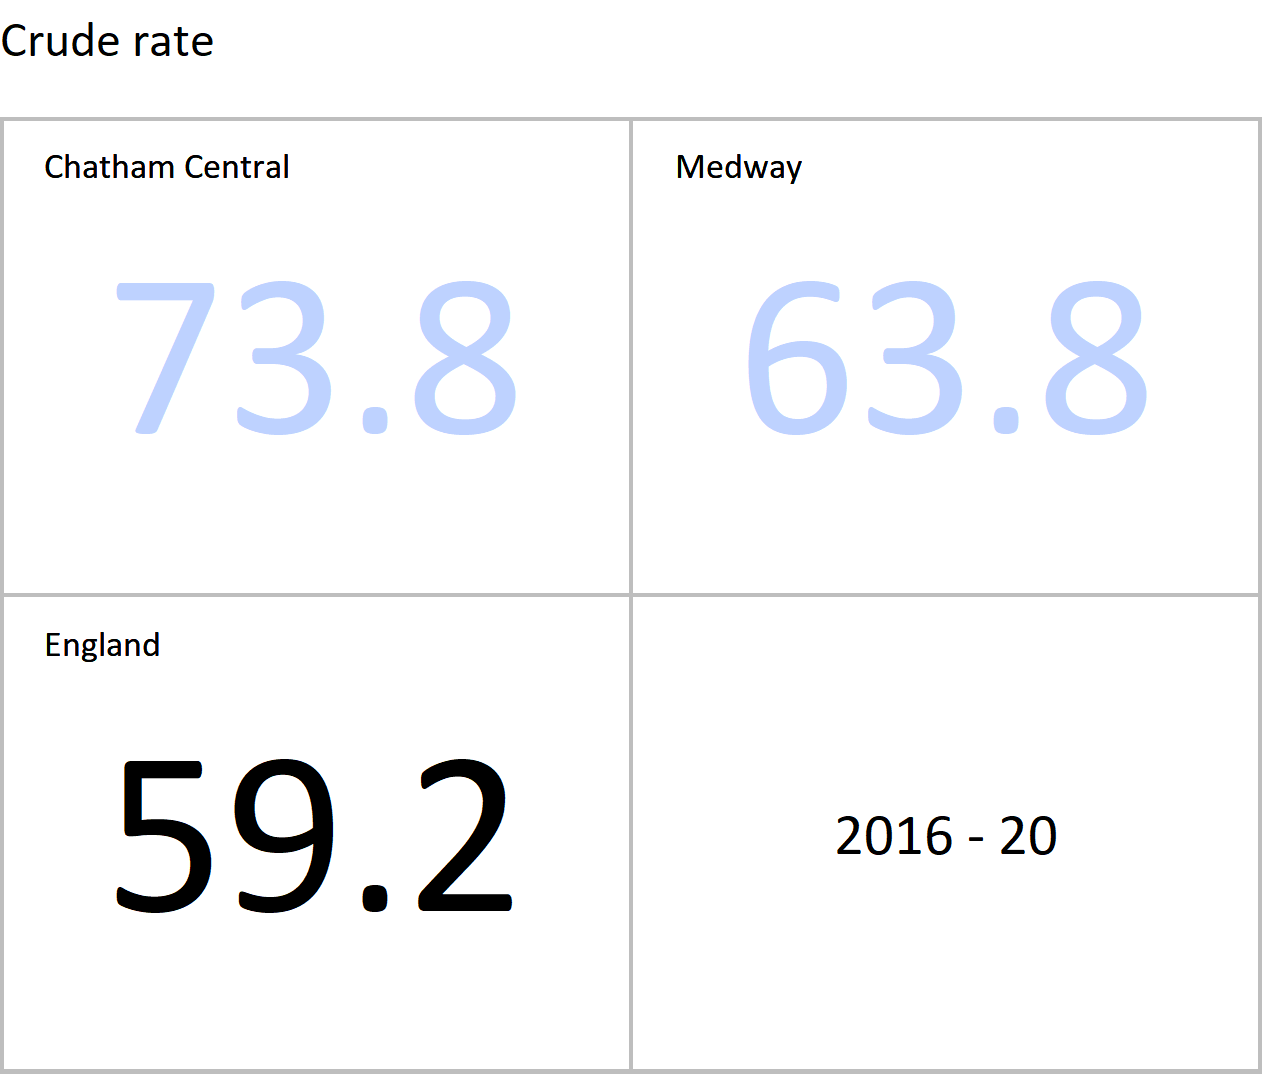 Crude rate
Chatham Central
Medway
73.8
63.8
England
59.2
2016 - 20